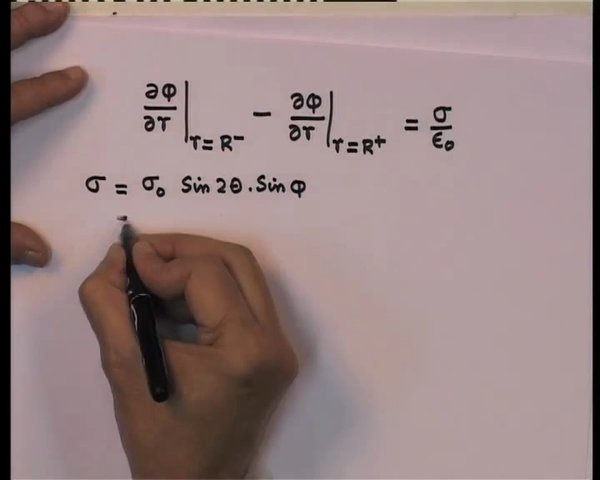 ∂φ/∂r|r=R⁻ − ∂φ/∂r|r=R⁺ = σ/ε₀
σ = σ₀ Sin 2θ . Sin φ